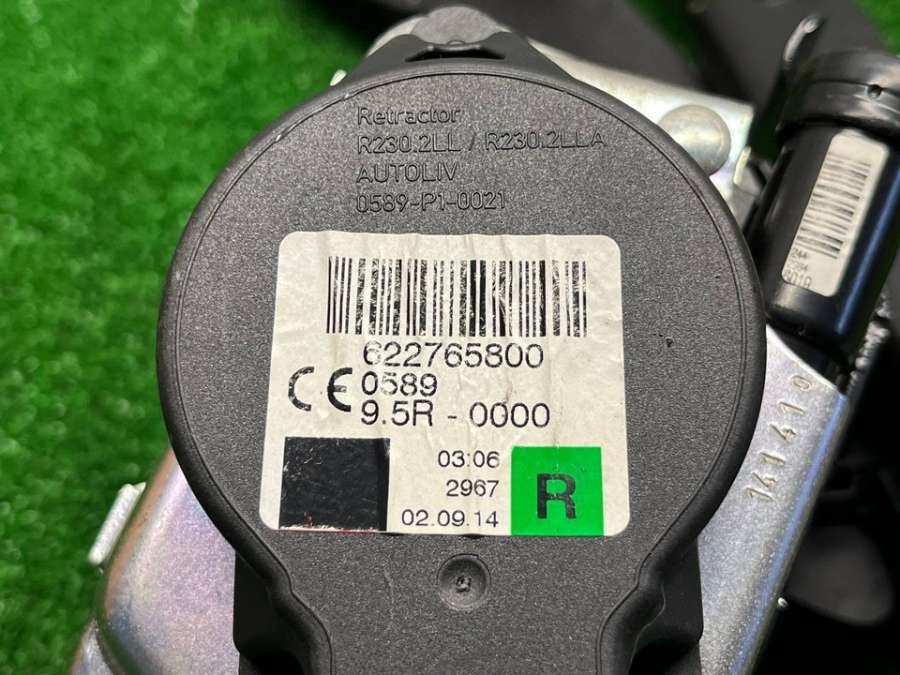 Retractor
R230.2LL / R230.2LLA
AUTOLIV
0589-P1-0021
622765800
CE 0589
9.5R - 0000
03:06
2967
02.09.14
R
141410